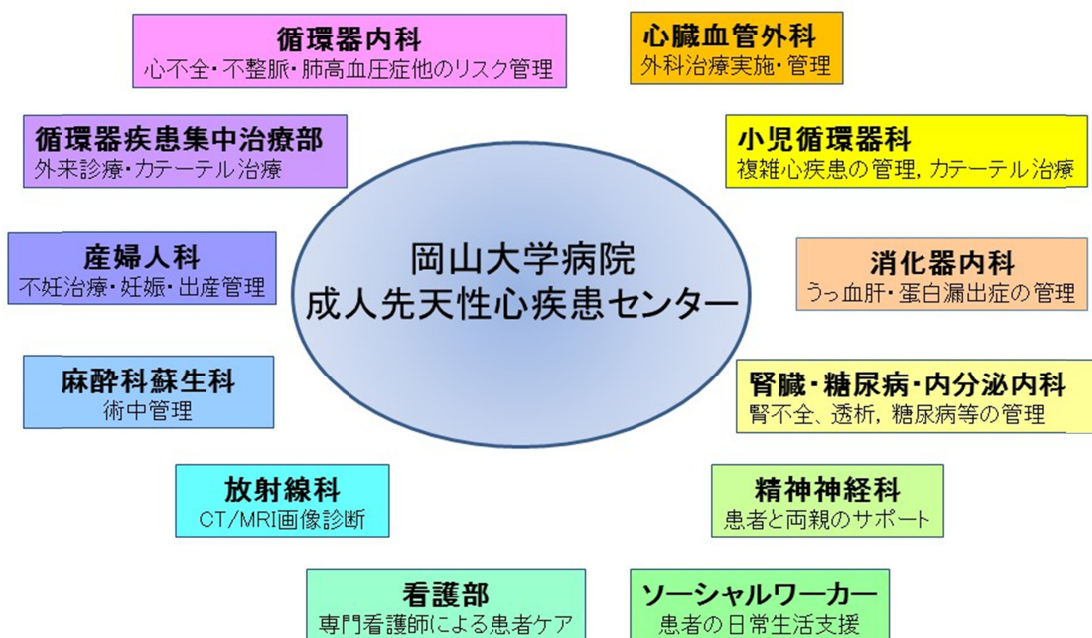 循環器内科
心不全・不整脈・肺高血圧症他のリスク管理
心臓血管外科
外科治療実施・管理
循環器疾患集中治療部
外来診療・カテーテル治療
小児循環器科
複雑心疾患の管理, カテーテル治療
産婦人科
不妊治療・妊娠・出産管理
岡山大学病院
成人先天性心疾患センター
消化器内科
うっ血肝・蛋白漏出症の管理
麻酔科蘇生科
術中管理
腎臓・糖尿病・内分泌内科
腎不全、透析, 糖尿病等の管理
放射線科
CT/MRI画像診断
精神神経科
患者と両親のサポート
看護部
専門看護師による患者ケア
ソーシャルワーカー
患者の日常生活支援